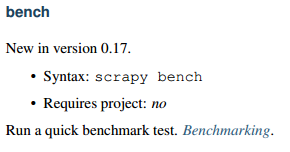 bench
New in version 0.17.
• Syntax: scrapy bench
• Requires project: no
Run a quick benchmark test. Benchmarking.